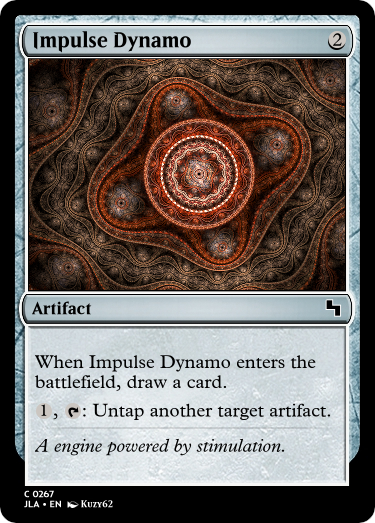 Impulse Dynamo 2
Artifact
When Impulse Dynamo enters the
battlefield, draw a card.
1, : Untap another target artifact.
A engine powered by stimulation.
C 0267
JLA • EN Kuzy62